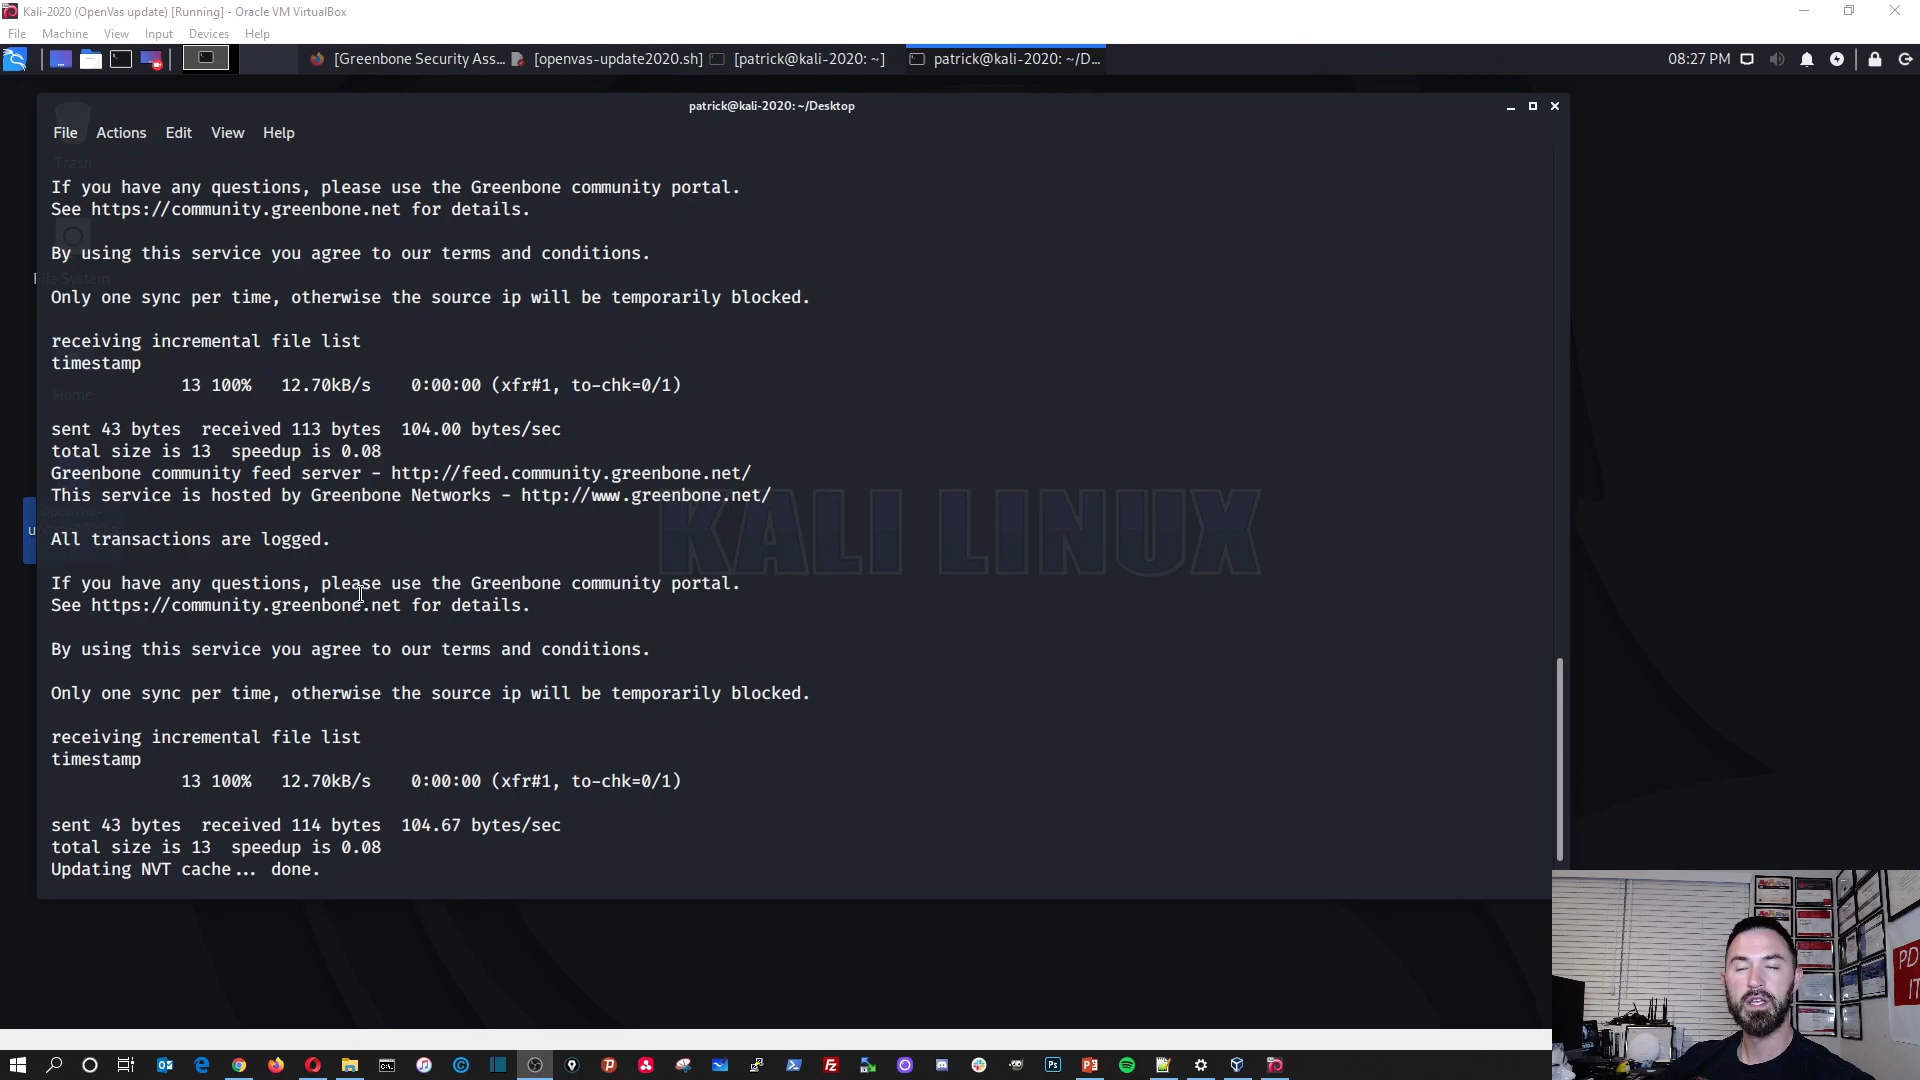 Kali-2020 (OpenVas update) [Running] - Oracle VM VirtualBox
File Machine View Input Devices Help
[Greenbone Security Ass... [openvas-update2020.sh] [patrick@kali-2020: ~] patrick@kali-2020: ~/D... 08:27 PM
patrick@kali-2020: ~/Desktop
File Actions Edit View Help
Trash
If you have any questions, please use the Greenbone community portal.
See https://community.greenbone.net for details.
By using this service you agree to our terms and conditions.
File System
Only one sync per time, otherwise the source ip will be temporarily blocked.
receiving incremental file list
timestamp
13 100% 12.70kB/s 0:00:00 (xfr#1, to-chk=0/1)
Home
sent 43 bytes received 113 bytes 104.00 bytes/sec
total size is 13 speedup is 0.08
Greenbone community feed server - http://feed.community.greenbone.net/
This service is hosted by Greenbone Networks - http://www.greenbone.net/
KALI LINUX
All transactions are logged.
If you have any questions, please use the Greenbone community portal.
See https://community.greenbone.net for details.
By using this service you agree to our terms and conditions.
Only one sync per time, otherwise the source ip will be temporarily blocked.
receiving incremental file list
timestamp
13 100% 12.70kB/s 0:00:00 (xfr#1, to-chk=0/1)
sent 43 bytes received 114 bytes 104.67 bytes/sec
total size is 13 speedup is 0.08
Updating NVT cache... done.
PD
IT